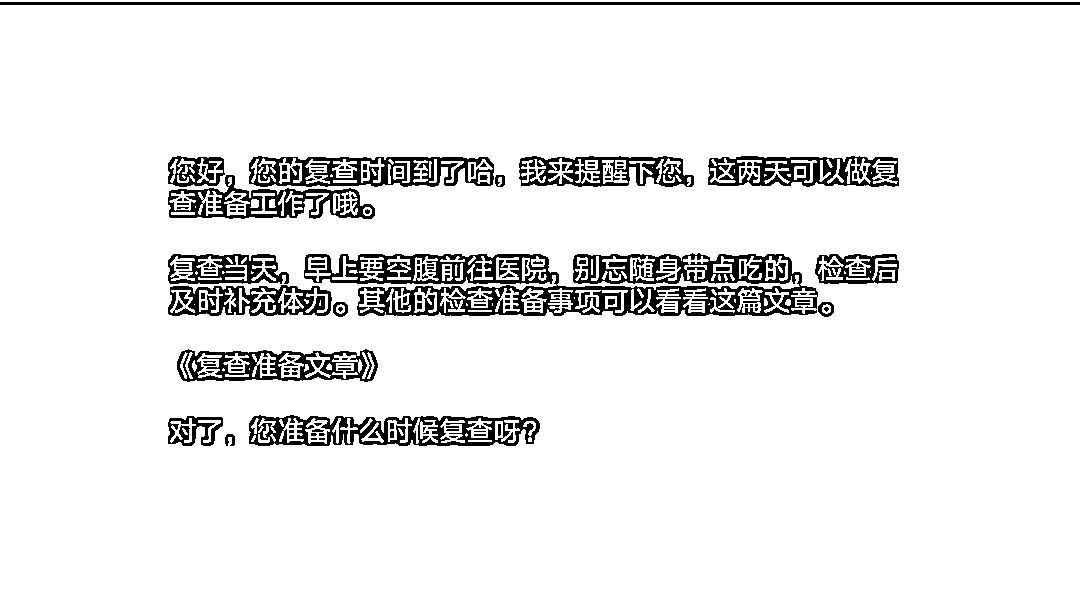 您好，您的复查时间到了哈，我来提醒下您，这两天可以做复
查准备工作了哦。
复查当天，早上要空腹前往医院，别忘随身带点吃的，检查后
及时补充体力。其他的检查准备事项可以看看这篇文章。
《复查准备文章》
对了，您准备什么时候复查呀？